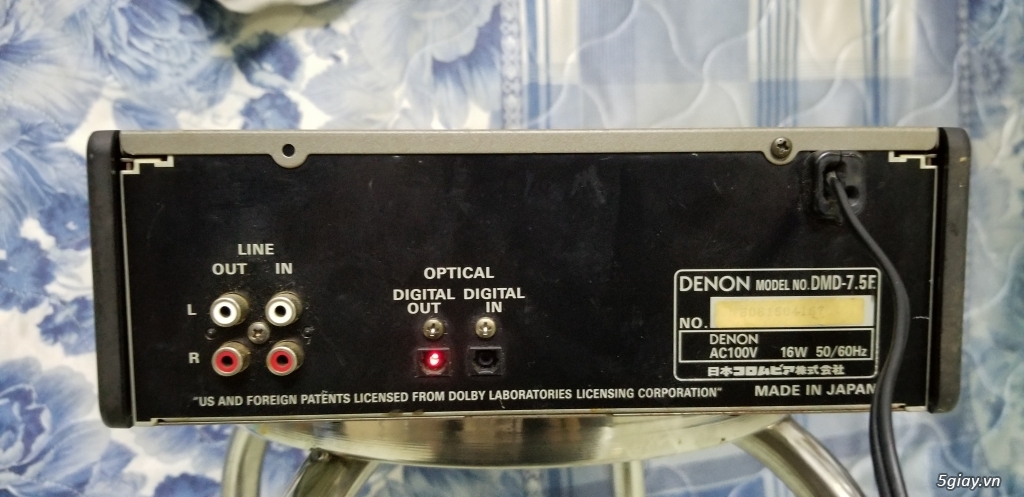 LINE
OUT IN
L
R
OPTICAL
DIGITAL DIGITAL
OUT IN
DENON MODEL NO. DMD-7.5E
NO.
DENON
AC100V 16W 50/60Hz
日本コロムビア株式会社
"US AND FOREIGN PATENTS LICENSED FROM DOLBY LABORATORIES LICENSING CORPORATION"
MADE IN JAPAN
5giay.vn